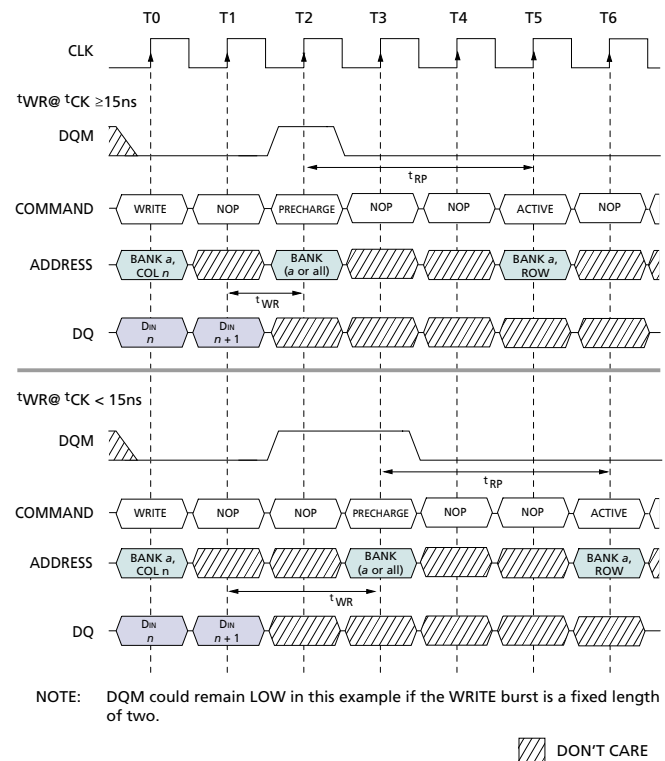 T0 T1 T2 T3 T4 T5 T6
CLK
tWR@ tCK ≥15ns
DQM
tRP
COMMAND WRITE NOP PRECHARGE NOP NOP ACTIVE NOP
ADDRESS BANK a, COL n BANK (a or all) BANK a, ROW
tWR
DQ DIN n DIN n + 1
tWR@ tCK < 15ns
DQM
tRP
COMMAND WRITE NOP NOP PRECHARGE NOP NOP ACTIVE
ADDRESS BANK a, COL n BANK (a or all) BANK a, ROW
tWR
DQ DIN n DIN n + 1
NOTE: DQM could remain LOW in this example if the WRITE burst is a fixed length
of two.
DON'T CARE